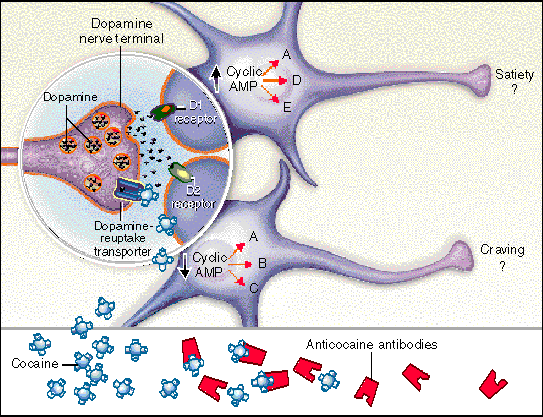 Dopamine
nerve terminal
Dopamine
D1
receptor
Cyclic
AMP
A
D
E
Satiety
?
D2
receptor
Dopamine-
reuptake
transporter
Cyclic
AMP
A
B
C
Craving
?
Cocaine
Anticocaine antibodies